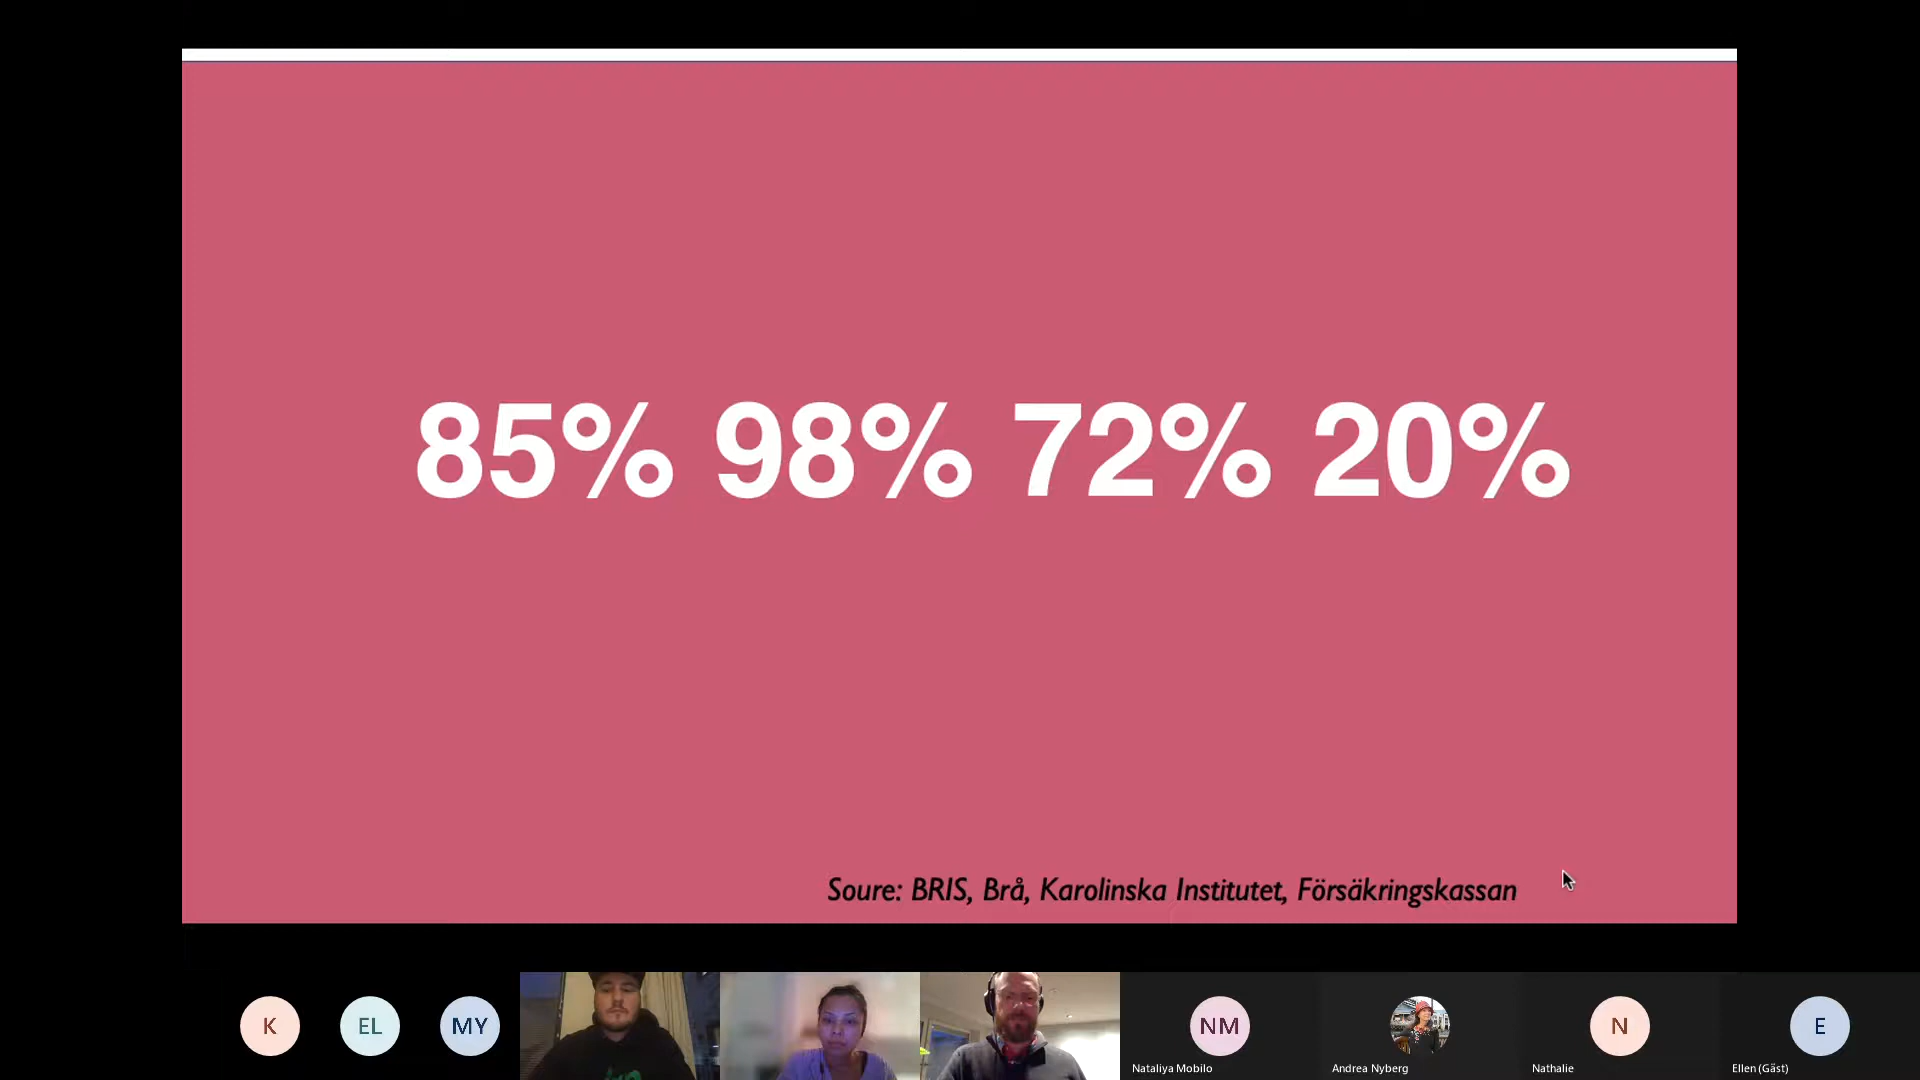 85% 98% 72% 20%
Soure: BRIS, Brå, Karolinska Institutet, Försäkringskassan
K
EL
MY
NM
N
E
Nataliya Mobilo
Andrea Nyberg
Nathalie
Ellen (Gäst)